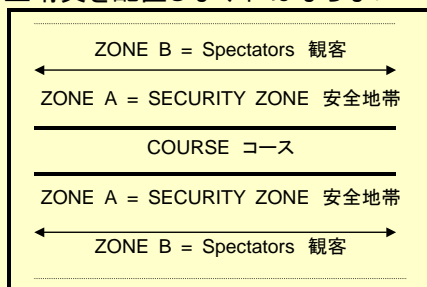 ZONE B = Spectators 観客
ZONE A = SECURITY ZONE 安全地帯
COURSE コース
ZONE A = SECURITY ZONE 安全地帯
ZONE B = Spectators 観客